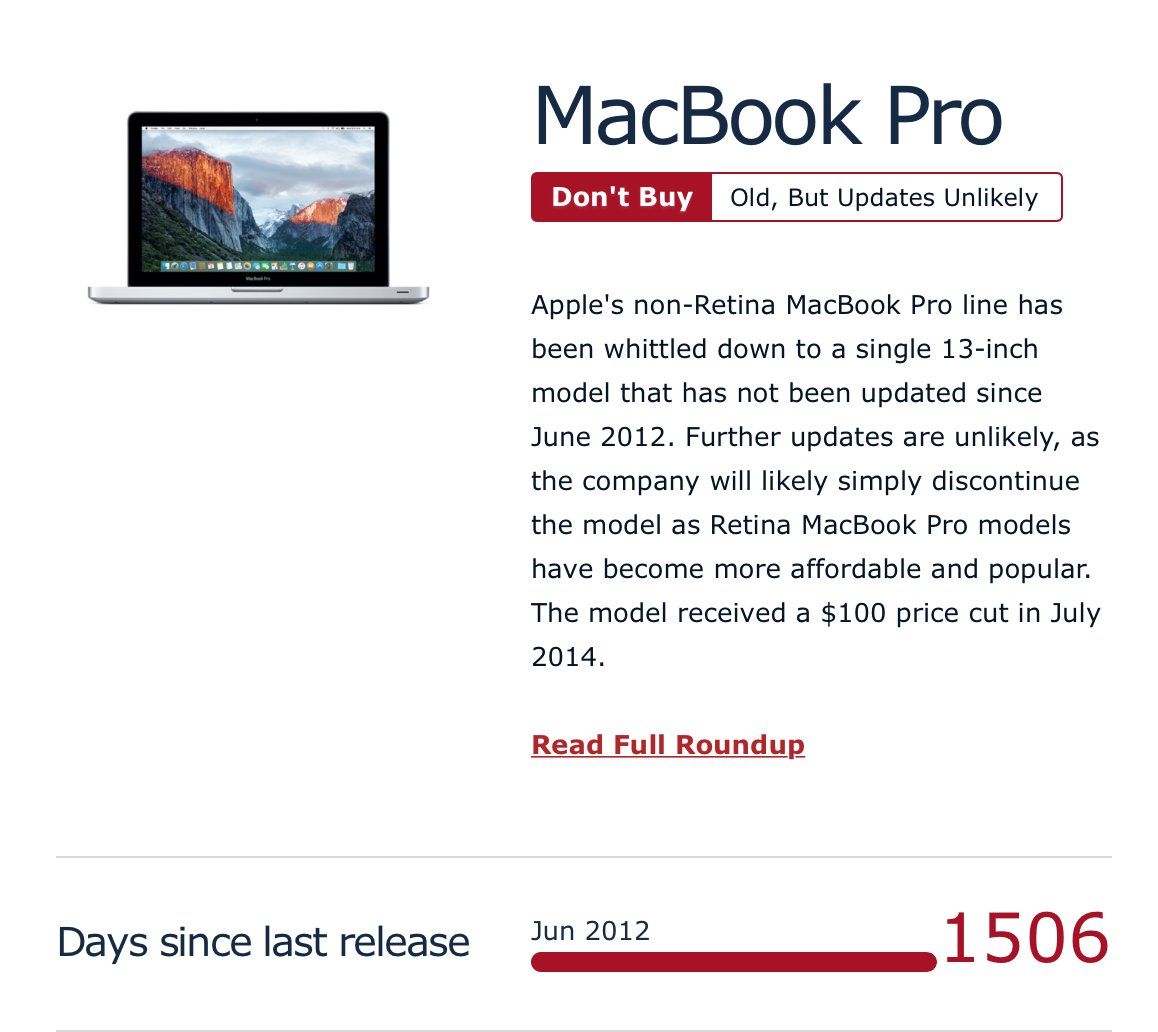 MacBook Pro
Don't Buy Old, But Updates Unlikely
Apple's non-Retina MacBook Pro line has
been whittled down to a single 13-inch
model that has not been updated since
June 2012. Further updates are unlikely, as
the company will likely simply discontinue
the model as Retina MacBook Pro models
have become more affordable and popular.
The model received a $100 price cut in July
2014.
Read Full Roundup
Days since last release
Jun 2012
1506